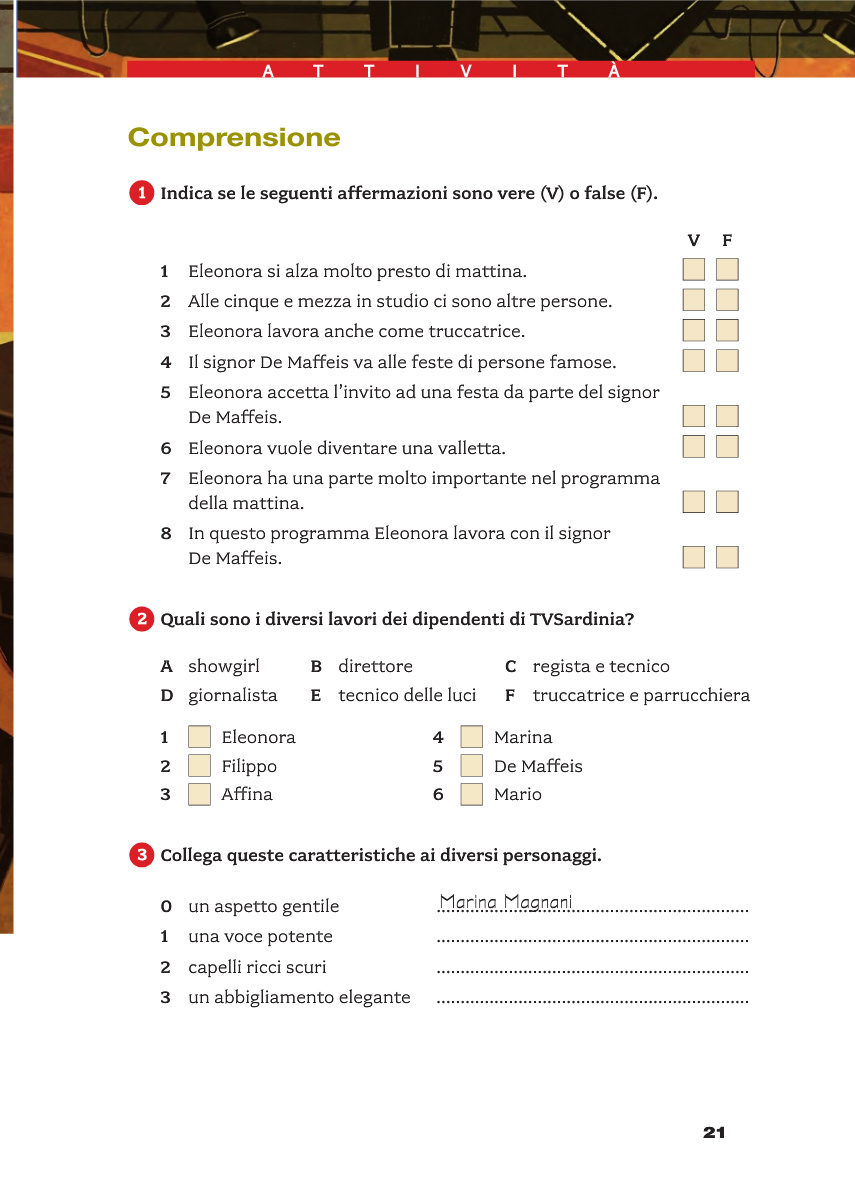 ATTIVITÀ
Comprensione
1 Indica se le seguenti affermazioni sono vere (V) o false (F).
V F
1 Eleonora si alza molto presto di mattina.
2 Alle cinque e mezza in studio ci sono altre persone.
3 Eleonora lavora anche come truccatrice.
4 Il signor De Maffeis va alle feste di persone famose.
5 Eleonora accetta l’invito ad una festa da parte del signor
De Maffeis.
6 Eleonora vuole diventare una valletta.
7 Eleonora ha una parte molto importante nel programma
della mattina.
8 In questo programma Eleonora lavora con il signor
De Maffeis.
2 Quali sono i diversi lavori dei dipendenti di TVSardinia?
A showgirl B direttore C regista e tecnico
D giornalista E tecnico delle luci F truccatrice e parrucchiera
1 Eleonora 4 Marina
2 Filippo 5 De Maffeis
3 Affina 6 Mario
3 Collega queste caratteristiche ai diversi personaggi.
0 un aspetto gentile Marina Magnani
1 una voce potente
2 capelli ricci scuri
3 un abbigliamento elegante
21